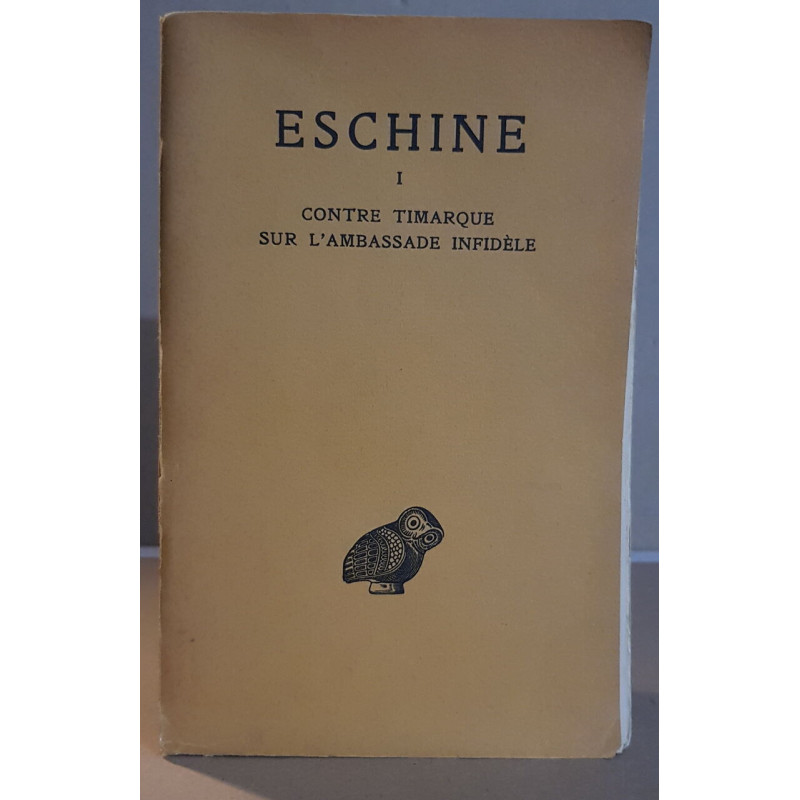 ESCHINE
I
CONTRE TIMARQUE
SUR L'AMBASSADE INFIDÈLE